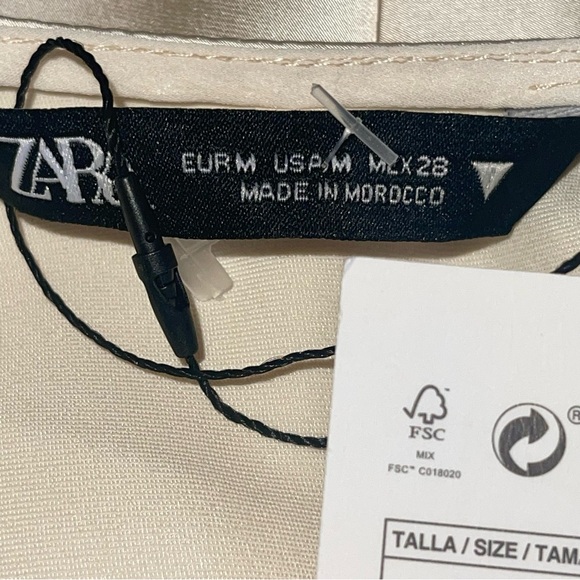 ZARA
EUR M USA M MEX 28
MADE IN MOROCCO
FSC
MIX
FSC™ C018020
®
TALLA / SIZE / TAM